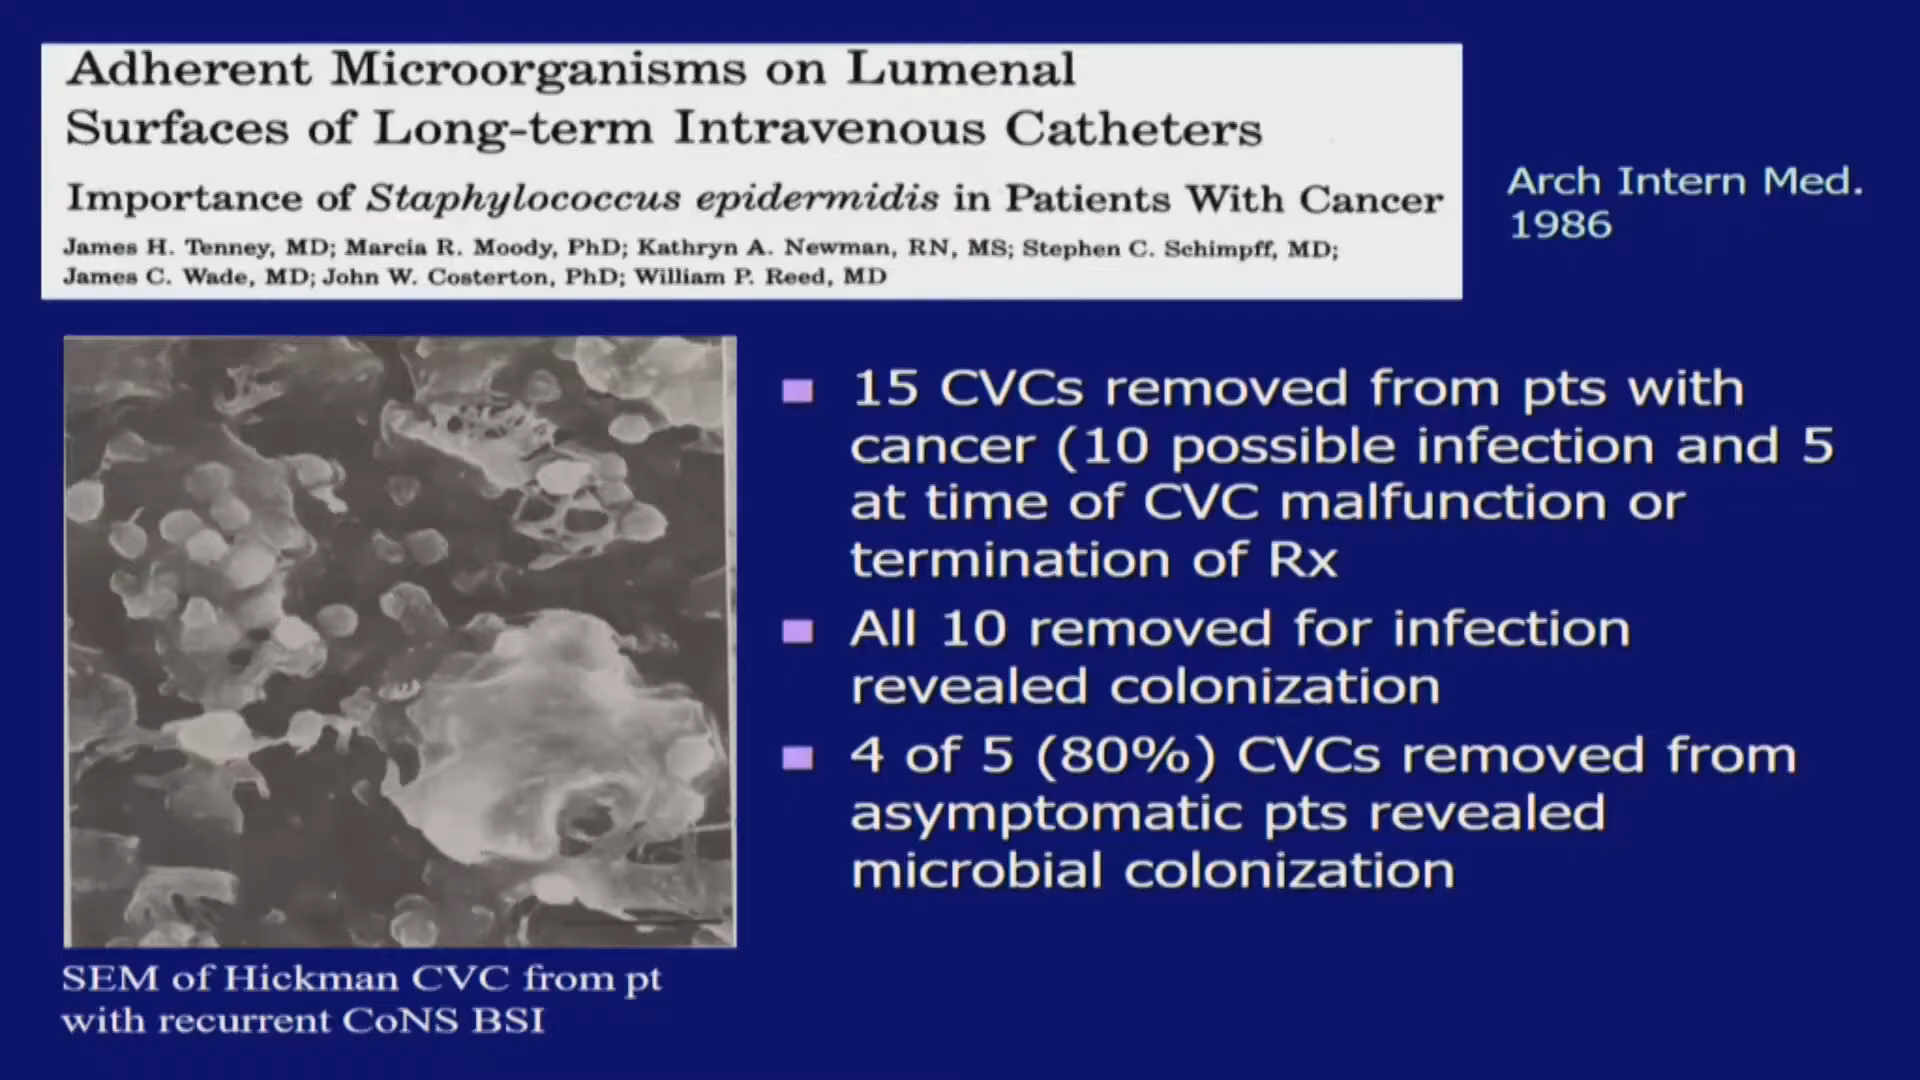 Adherent Microorganisms on Lumenal
Surfaces of Long-term Intravenous Catheters
Importance of Staphylococcus epidermidis in Patients With Cancer
James H. Tenney, MD; Marcia R. Moody, PhD; Kathryn A. Newman, RN, MS; Stephen C. Schimpff, MD;
James C. Wade, MD; John W. Costerton, PhD; William P. Reed, MD
Arch Intern Med.
1986
15 CVCs removed from pts with
cancer (10 possible infection and 5
at time of CVC malfunction or
termination of Rx
All 10 removed for infection
revealed colonization
4 of 5 (80%) CVCs removed from
asymptomatic pts revealed
microbial colonization
SEM of Hickman CVC from pt
with recurrent CoNS BSI